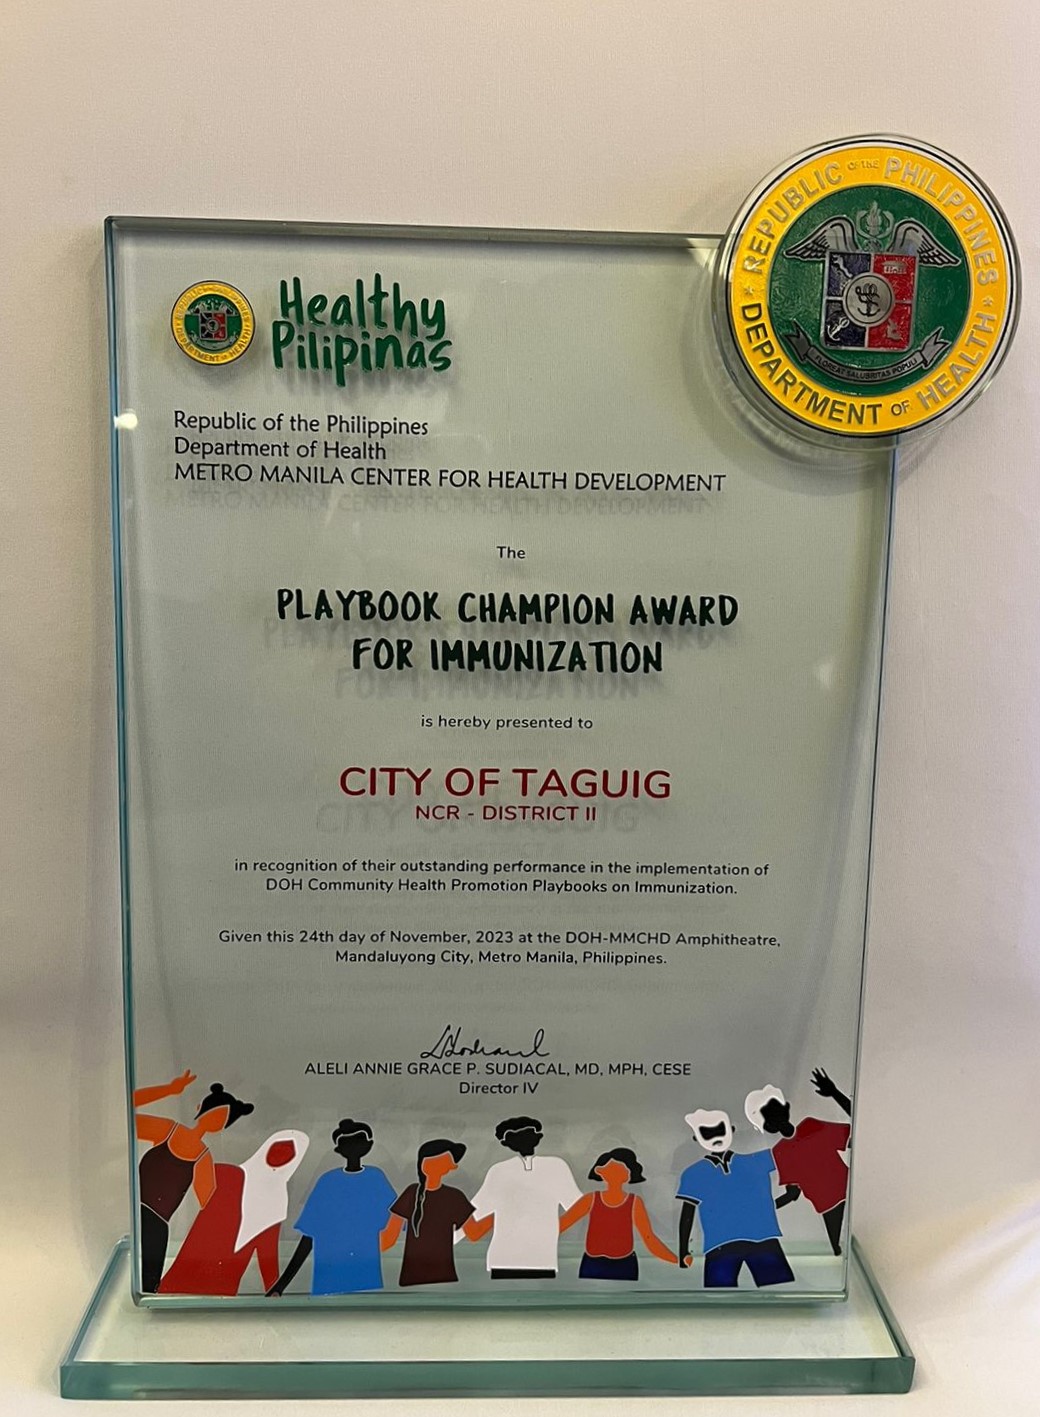 REPUBLIC OF THE PHILIPPINES
DEPARTMENT OF HEALTH
FLOREAT SALUBRITAS POPULI
Healthy
Pilipinas
Republic of the Philippines
Department of Health
METRO MANILA CENTER FOR HEALTH DEVELOPMENT
The
PLAYBOOK CHAMPION AWARD
FOR IMMUNIZATION
is hereby presented to
CITY OF TAGUIG
NCR - DISTRICT II
in recognition of their outstanding performance in the implementation of
DOH Community Health Promotion Playbooks on Immunization.
Given this 24th day of November, 2023 at the DOH-MMCHD Amphitheatre,
Mandaluyong City, Metro Manila, Philippines.
ALELI ANNIE GRACE P. SUDIACAL, MD, MPH, CESE
Director IV